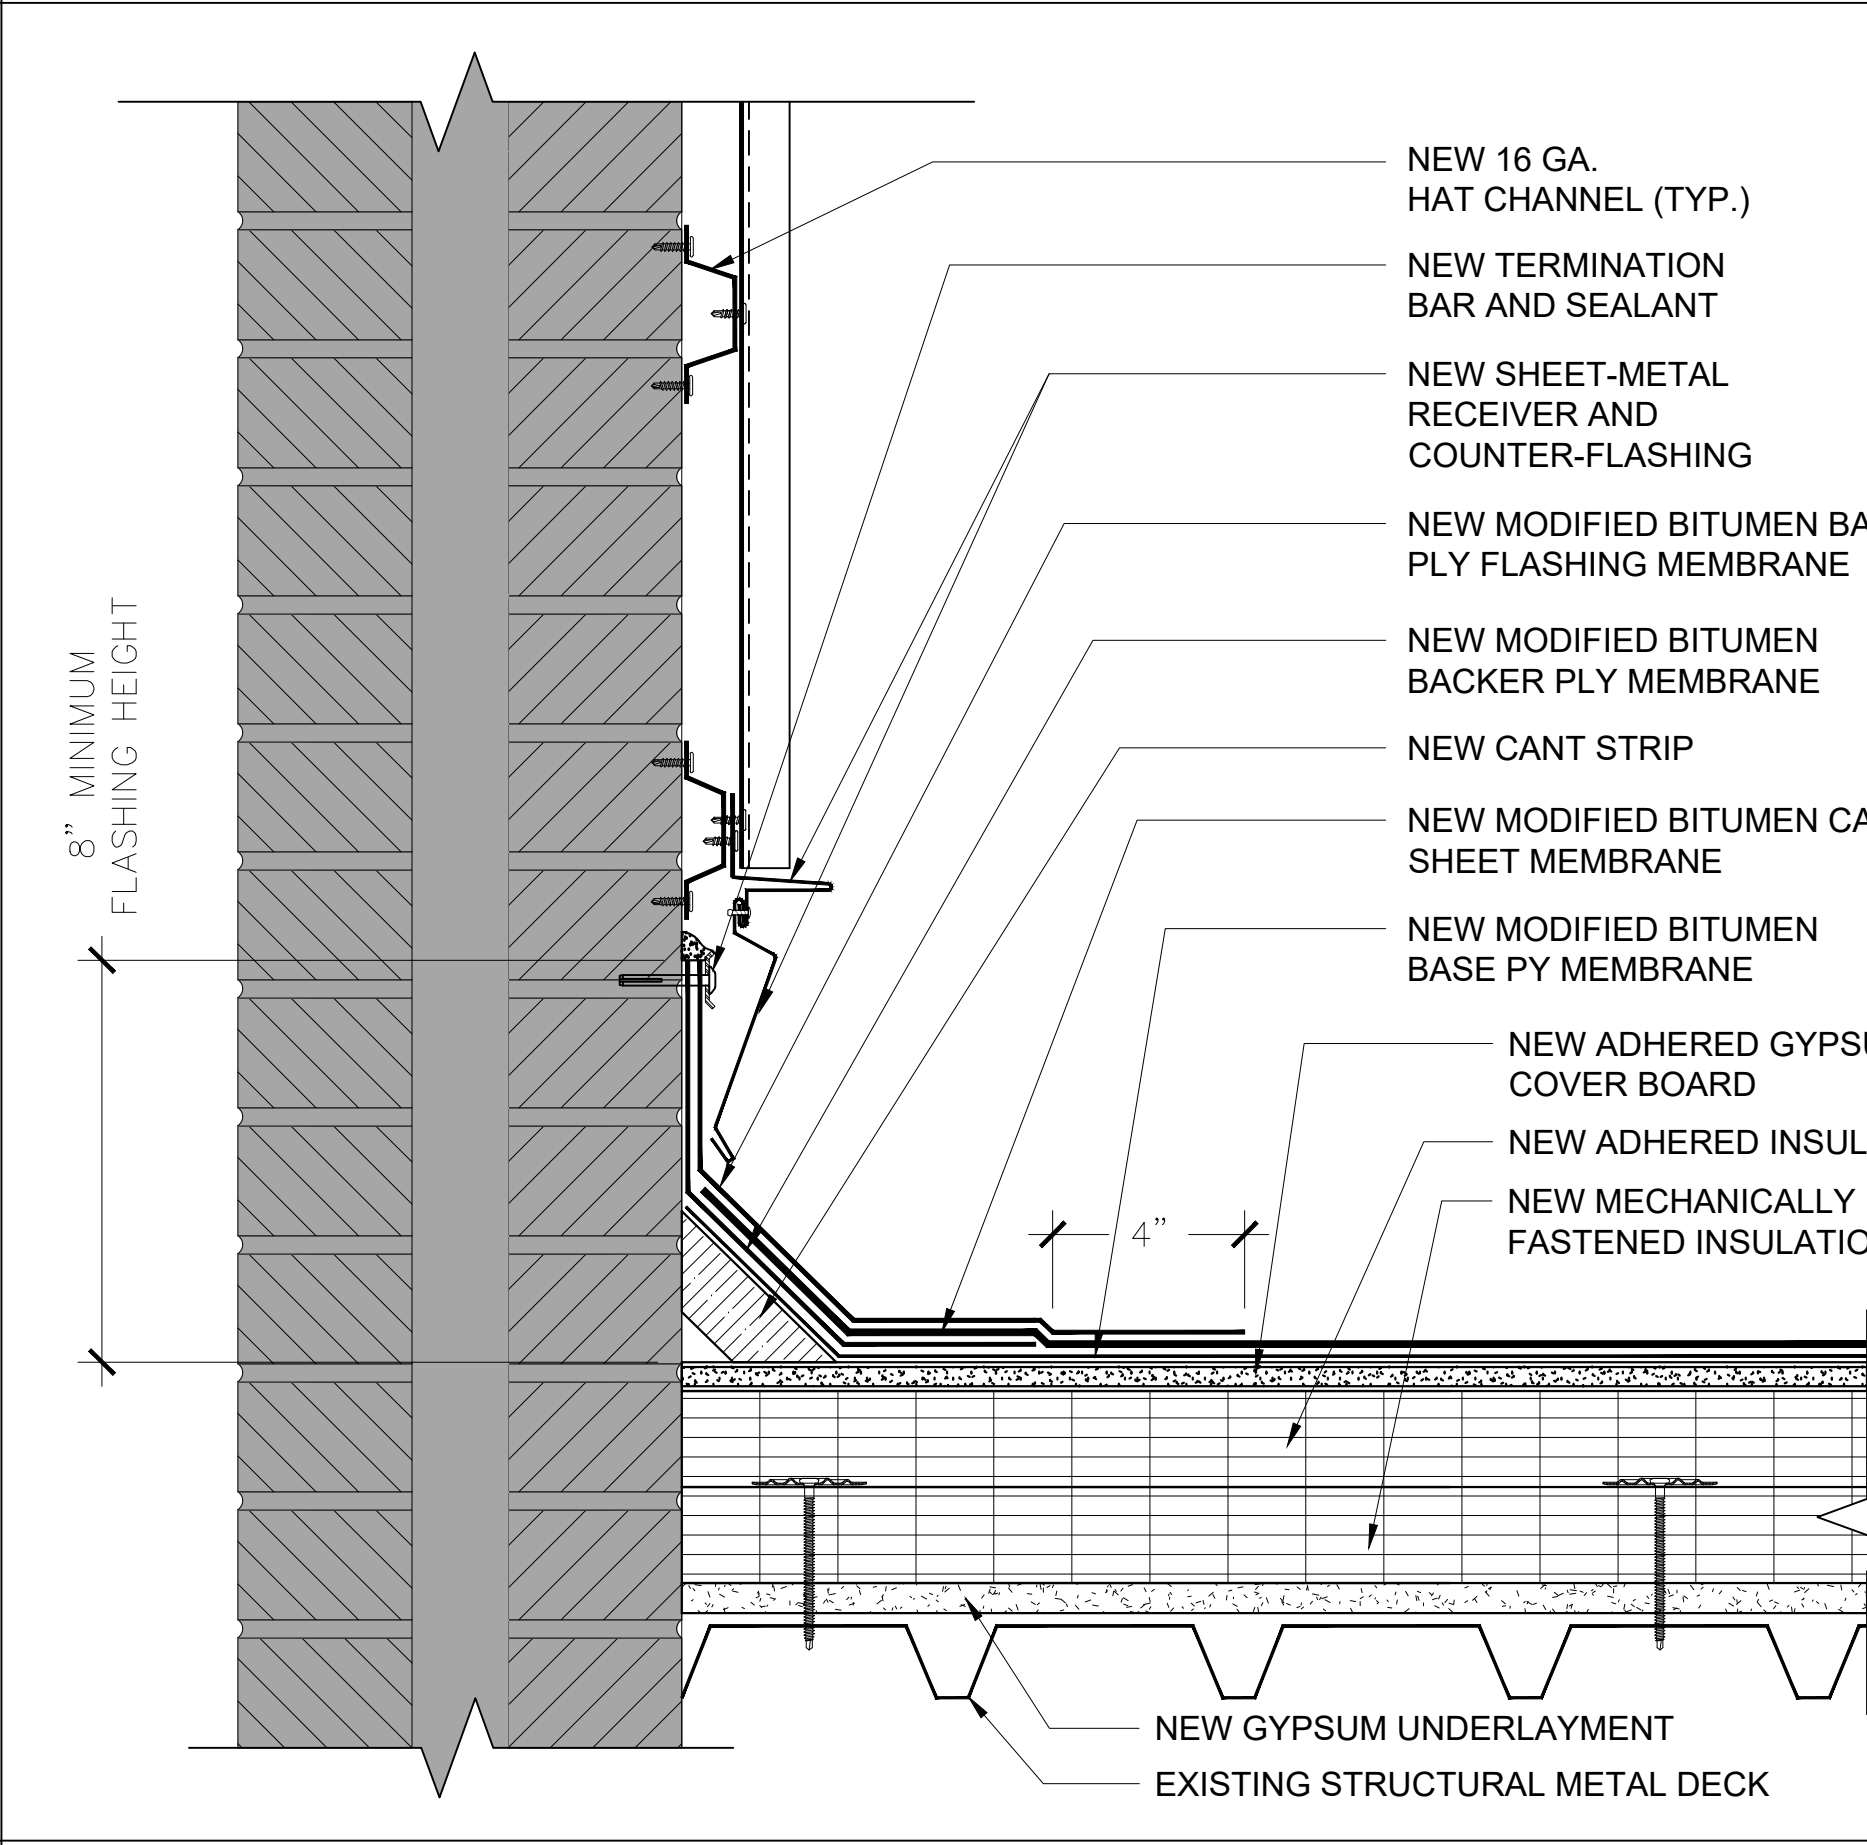 NEW 16 GA.
HAT CHANNEL (TYP.)
NEW TERMINATION
BAR AND SEALANT
NEW SHEET-METAL
RECEIVER AND
COUNTER-FLASHING
NEW MODIFIED BITUMEN BA
PLY FLASHING MEMBRANE
NEW MODIFIED BITUMEN
BACKER PLY MEMBRANE
NEW CANT STRIP
NEW MODIFIED BITUMEN CA
SHEET MEMBRANE
NEW MODIFIED BITUMEN
BASE PY MEMBRANE
NEW ADHERED GYPSU
COVER BOARD
NEW ADHERED INSUL
NEW MECHANICALLY
FASTENED INSULATIO
8” MINIMUM
FLASHING HEIGHT
4”
NEW GYPSUM UNDERLAYMENT
EXISTING STRUCTURAL METAL DECK